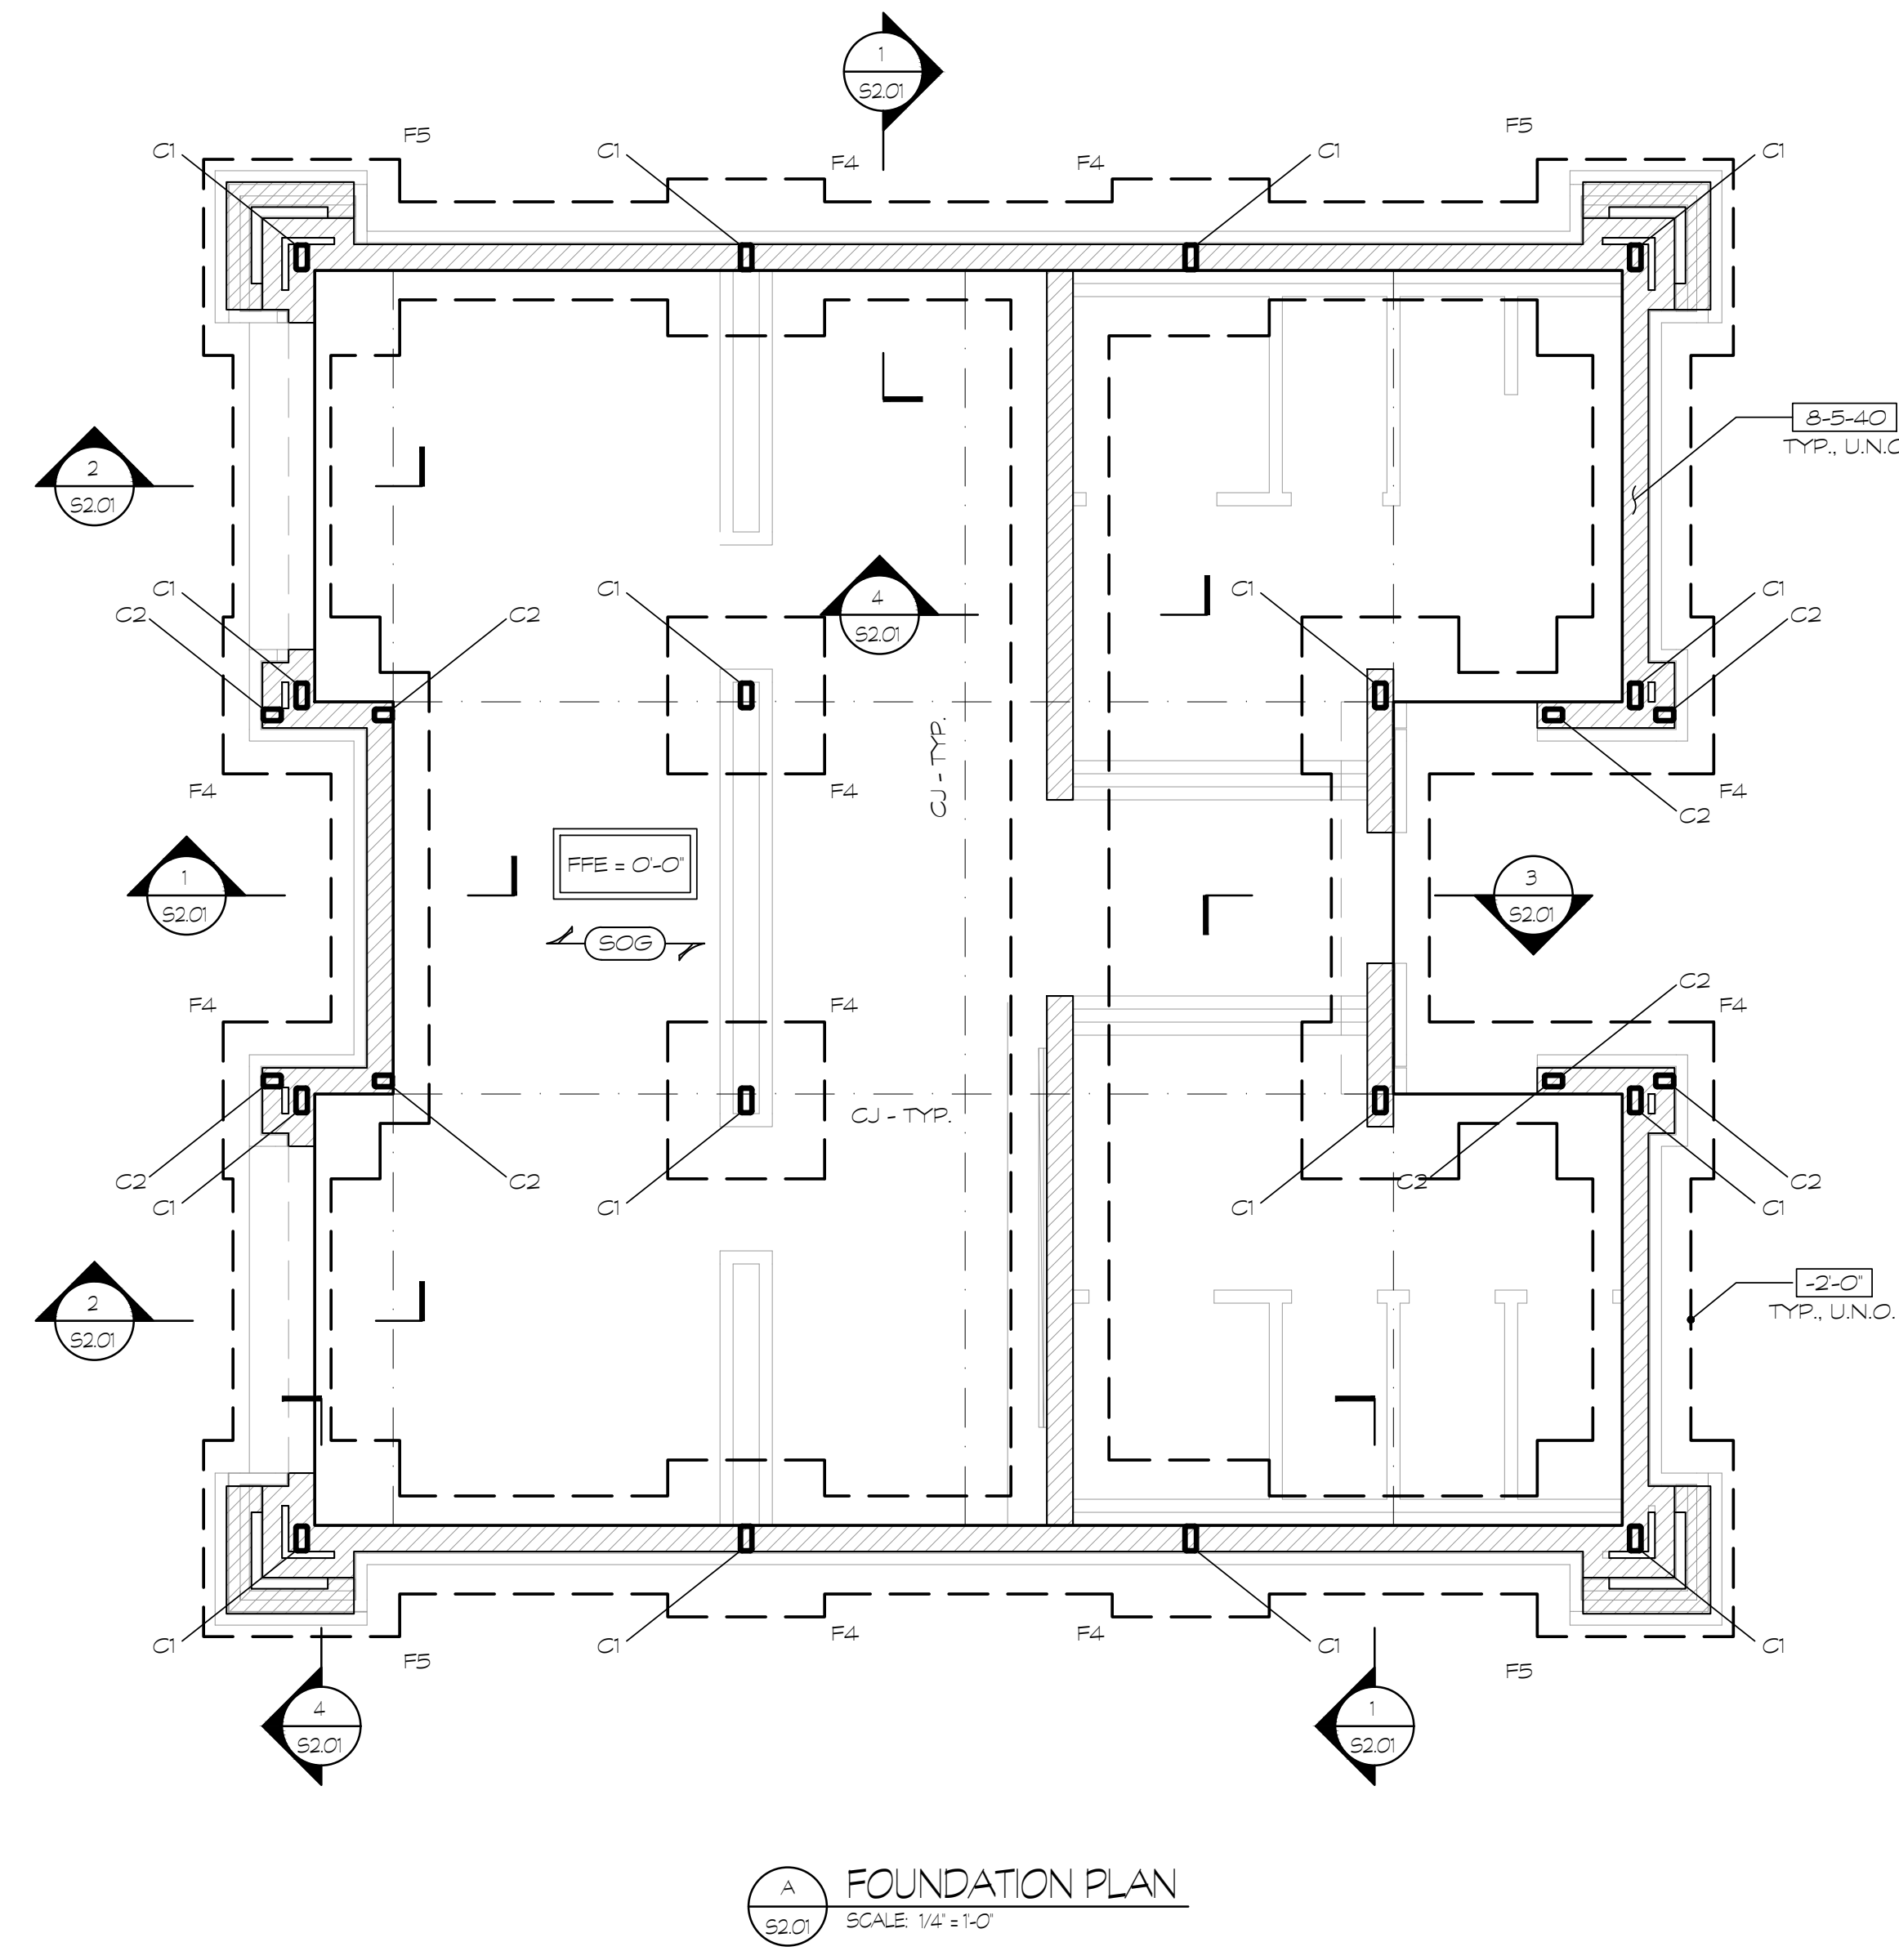 1
S2.01
F5
F5
C1
C1
F4
F4
C1
C1
8-5-40
TYP., U.N.O
2
S2.01
C1
C2
C2
C1
4
S2.01
C1
C1
C2
CJ - TYP.
F4
F4
F4
C2
FFE = 0'-0"
1
S2.01
3
S2.01
SOG
C2
F4
F4
F4
CJ - TYP.
C2
C1
C2
C1
C1
C2
C2
C1
-2'-0"
TYP., U.N.O.
2
S2.01
C1
F5
C1
F4
F4
C1
C1
F5
4
S2.01
1
S2.01
A
S2.01
FOUNDATION PLAN
SCALE: 1/4" = 1'-0"